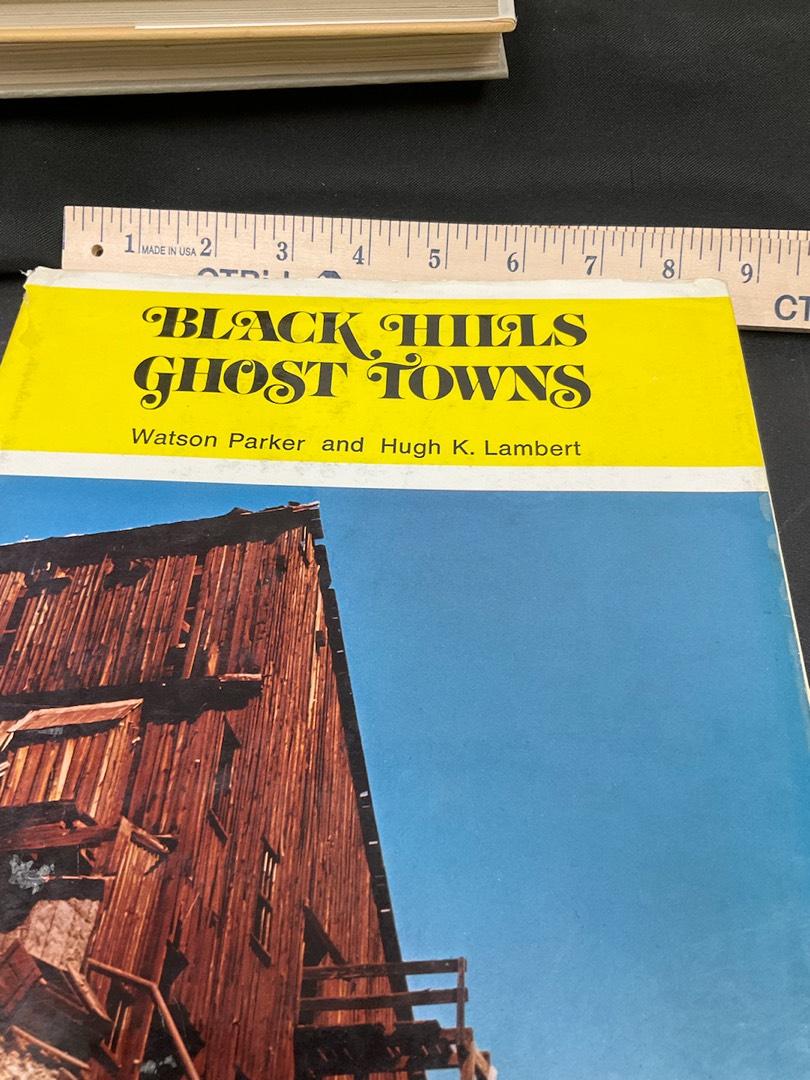 1 MADE IN USA 2 3 4 5 6 7 8 9
BLACK HILLS
GHOST TOWNS
Watson Parker and Hugh K. Lambert